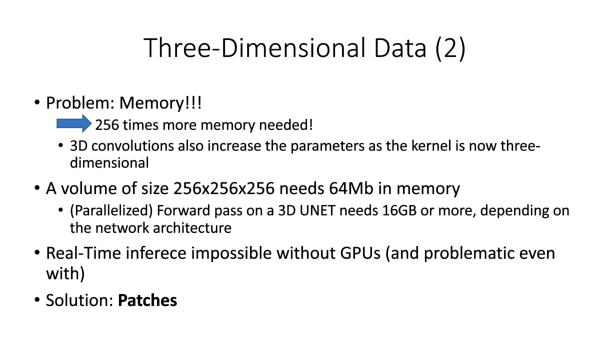 Three-Dimensional Data (2)
• Problem: Memory!!!
256 times more memory needed!
• 3D convolutions also increase the parameters as the kernel is now three-
dimensional
• A volume of size 256x256x256 needs 64Mb in memory
• (Parallelized) Forward pass on a 3D UNET needs 16GB or more, depending on
the network architecture
• Real-Time inferece impossible without GPUs (and problematic even
with)
• Solution: Patches